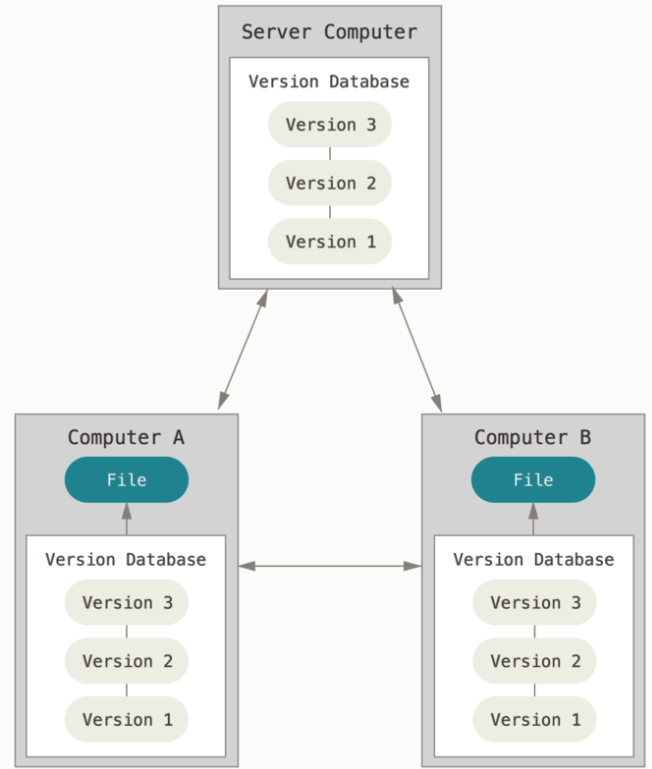 Server Computer
Version Database
Version 3
Version 2
Version 1
Computer A
File
Version Database
Version 3
Version 2
Version 1
Computer B
File
Version Database
Version 3
Version 2
Version 1